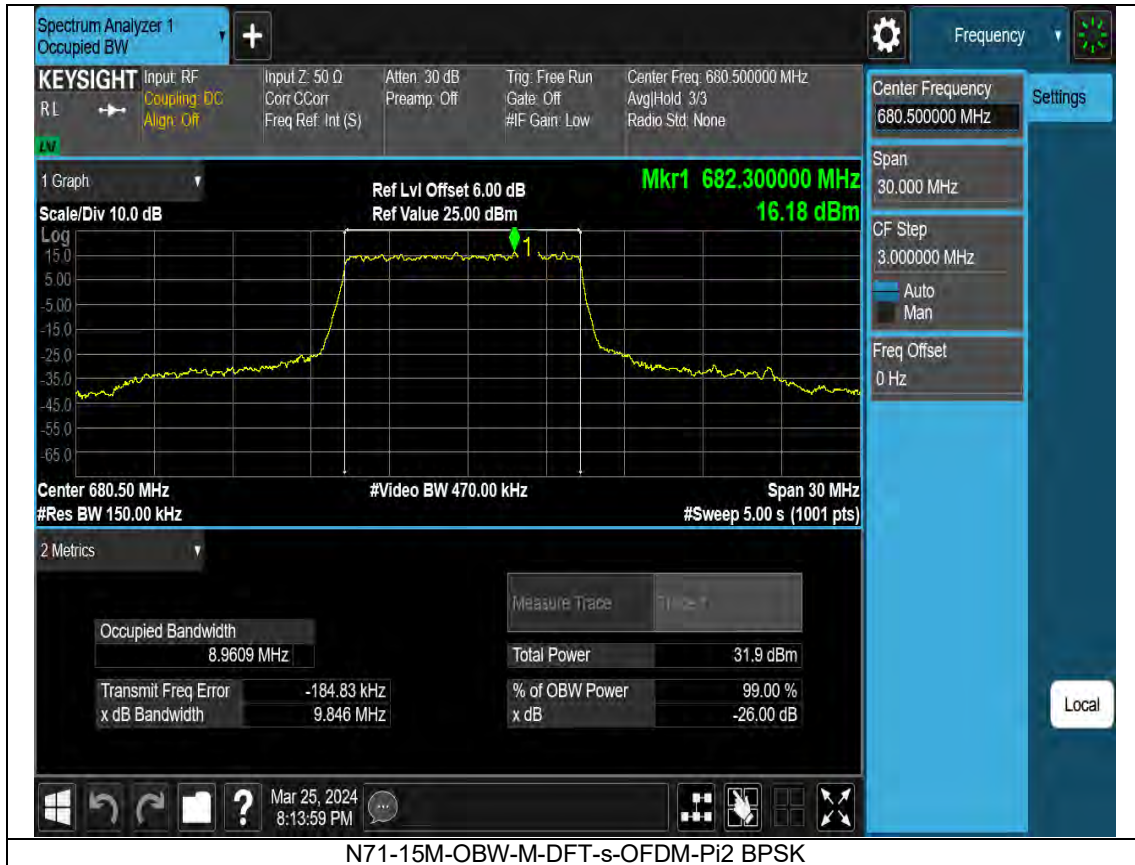 Spectrum Analyzer 1
Occupied BW
Frequency
KEYSIGHT
RL
Input: RF
Coupling: DC
Align: Off
Input Z: 50 Ω
Corr CCorr
Freq Ref: Int (S)
Atten: 30 dB
Preamp: Off
Trig: Free Run
Gate: Off
#IF Gain: Low
Center Freq: 680.500000 MHz
Avg|Hold: 3/3
Radio Std: None
1 Graph
Scale/Div 10.0 dB
Ref Lvl Offset 6.00 dB
Ref Value 25.00 dBm
Mkr1 682.300000 MHz
16.18 dBm
Log
15.0
5.00
-5.00
-15.0
-25.0
-35.0
-45.0
-55.0
-65.0
1
Center 680.50 MHz
#Res BW 150.00 kHz
#Video BW 470.00 kHz
Span 30 MHz
#Sweep 5.00 s (1001 pts)
2 Metrics
Measure Trace
Occupied Bandwidth
8.9609 MHz
Total Power 31.9 dBm
Transmit Freq Error -184.83 kHz
% of OBW Power 99.00 %
x dB Bandwidth 9.846 MHz
x dB -26.00 dB
Center Frequency
680.500000 MHz
Settings
Span
30.000 MHz
CF Step
3.000000 MHz
Auto
Man
Freq Offset
0 Hz
Local
?
Mar 25, 2024
8:13:59 PM
N71-15M-OBW-M-DFT-s-OFDM-Pi2 BPSK